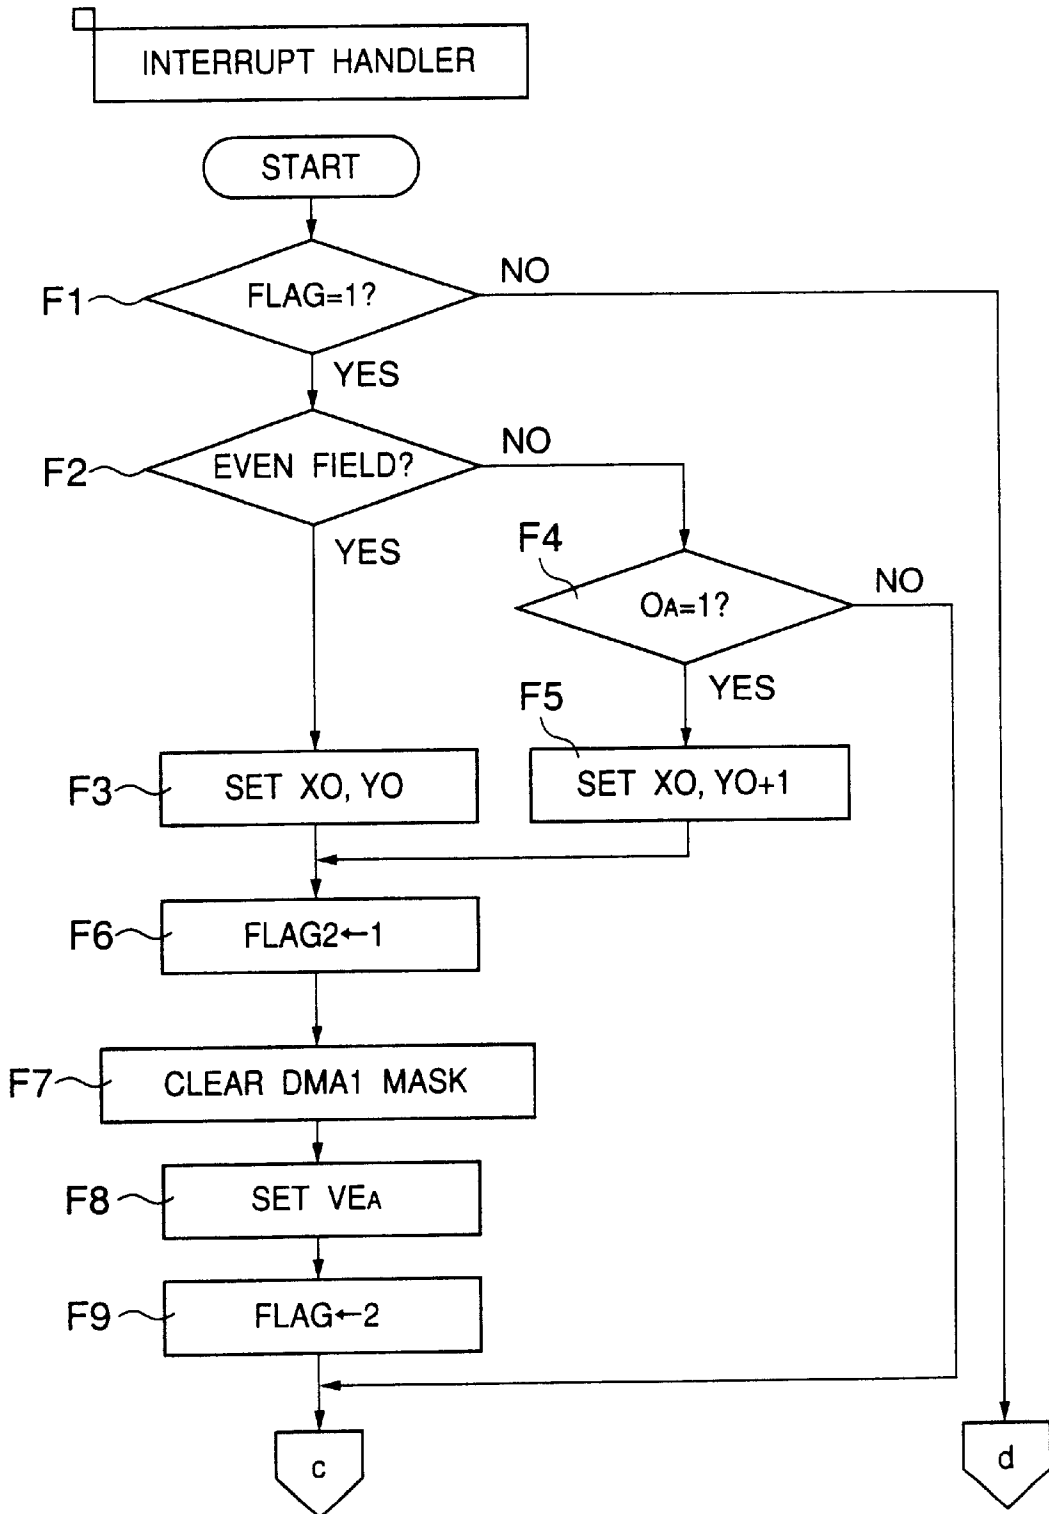 INTERRUPT HANDLER
START
F1
FLAG=1?
NO
YES
F2
EVEN FIELD?
NO
YES
F4
OA=1?
NO
YES
F3
SET XO, YO
F5
SET XO, YO+1
F6
FLAG2←1
F7
CLEAR DMA1 MASK
F8
SET VEA
F9
FLAG←2
c
d